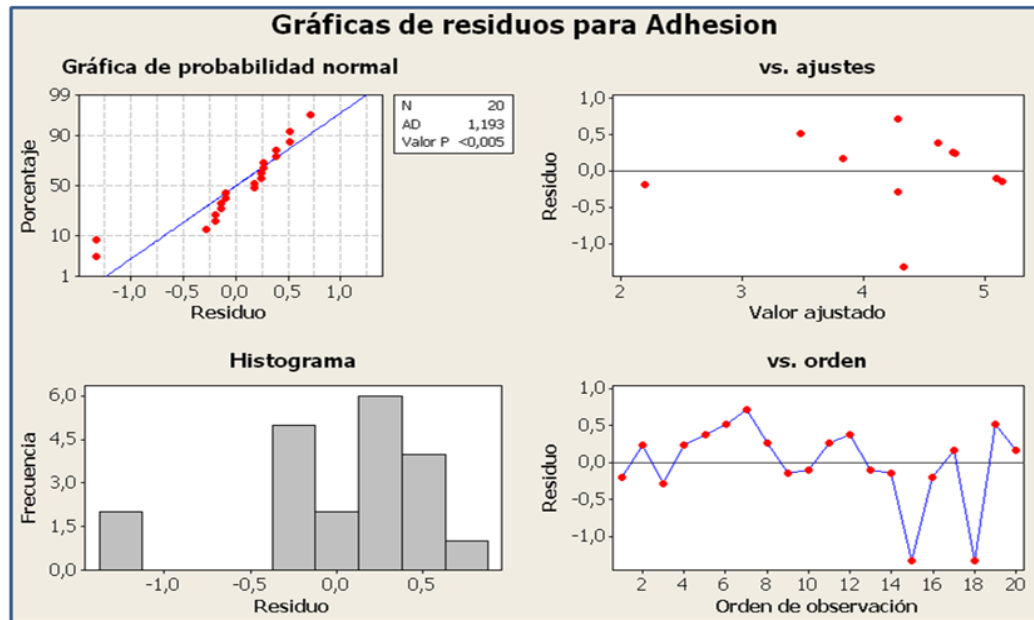 Gráficas de residuos para Adhesion
Gráfica de probabilidad normal
99
90
50
10
1
Porcentaje
-1,0 -0,5 0,0 0,5 1,0
Residuo
N 20
AD 1,193
Valor P <0,005
vs. ajustes
1,0
0,5
0,0
-0,5
-1,0
Residuo
2 3 4 5
Valor ajustado
Histograma
6,0
4,5
3,0
1,5
0,0
Frecuencia
-1,0 -0,5 0,0 0,5
Residuo
vs. orden
1,0
0,5
0,0
-0,5
-1,0
Residuo
2 4 6 8 10 12 14 16 18 20
Orden de observación